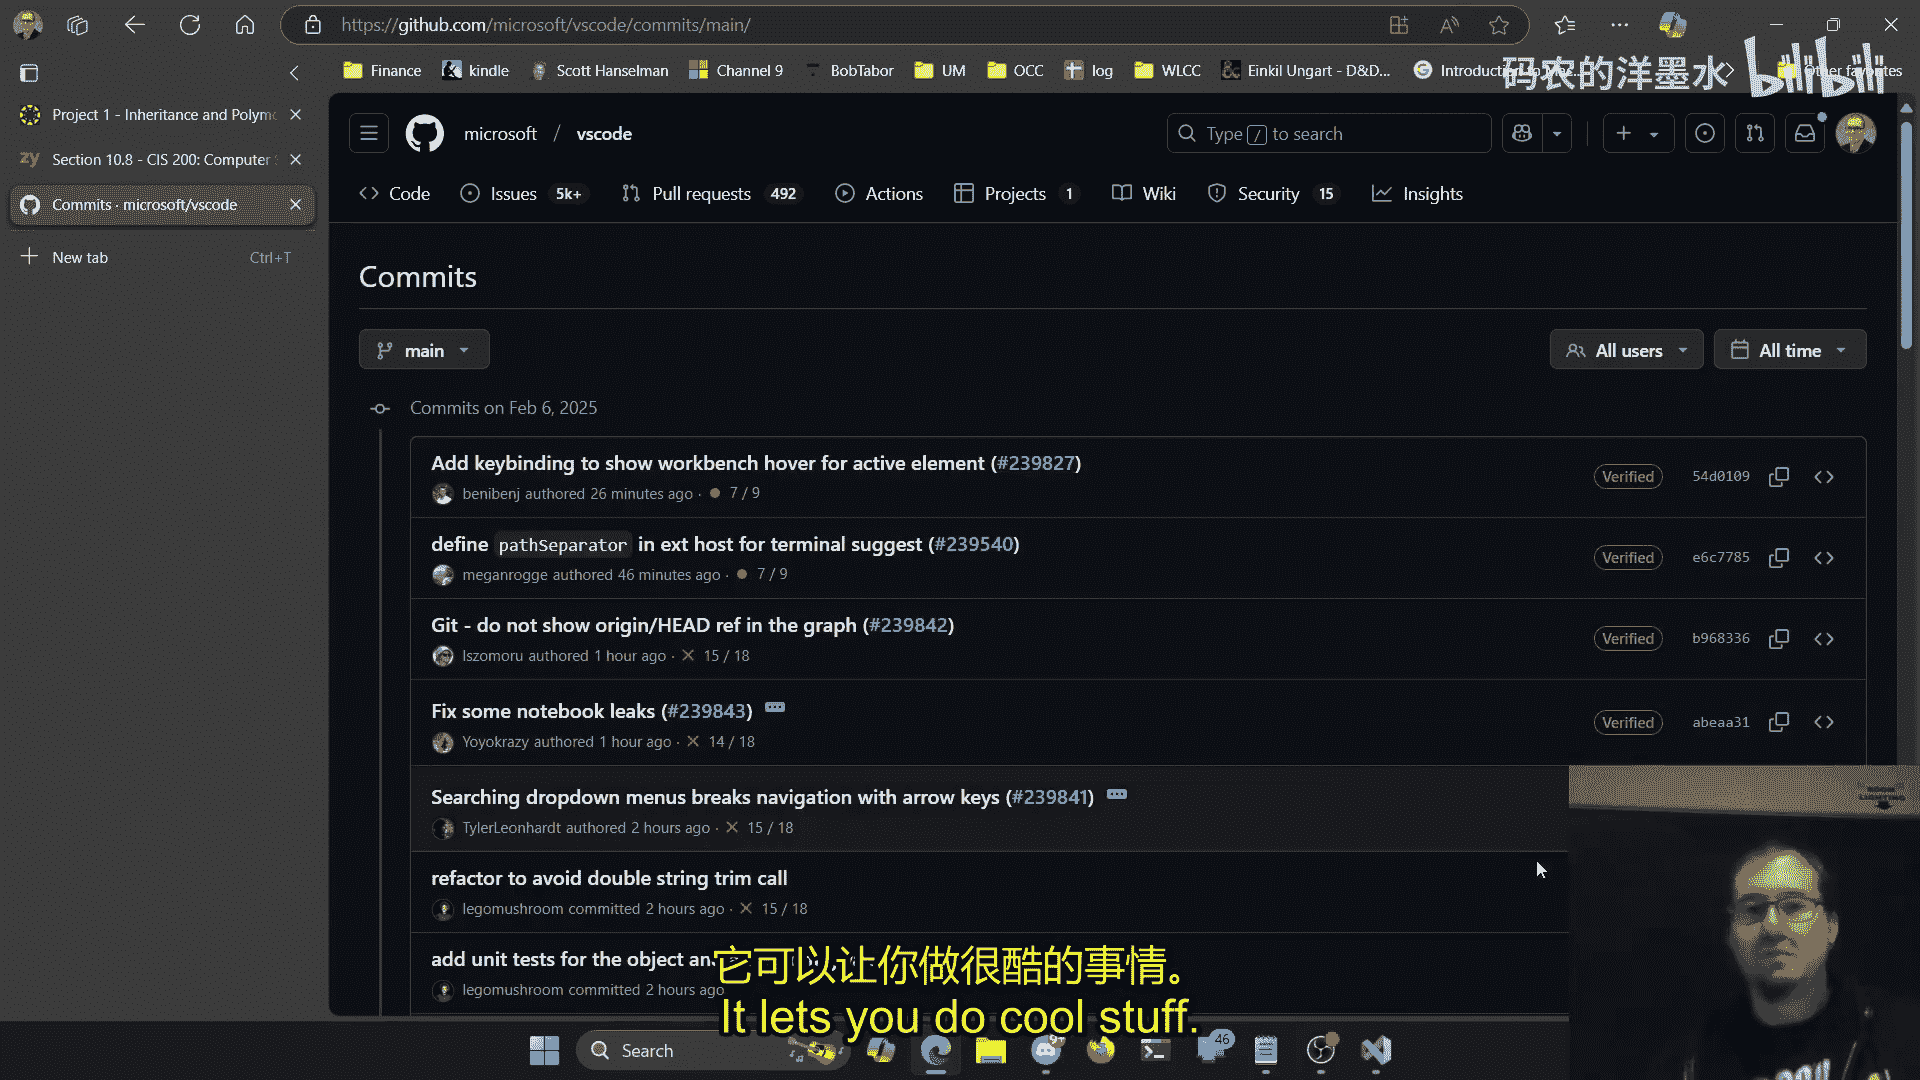 https://github.com/microsoft/vscode/commits/main/
Finance
kindle
Scott Hanselman
Channel 9
BobTabor
UM
OCC
log
WLCC
Einkil Ungart - D&D...
码农的洋墨水
bilibili
Other favorites
Project 1 - Inheritance and Polym
Section 10.8 - CIS 200: Computer
Commits · microsoft/vscode
New tab
Ctrl+T
microsoft / vscode
Type / to search
Code
Issues 5k+
Pull requests 492
Actions
Projects 1
Wiki
Security 15
Insights
Commits
main
All users
All time
Commits on Feb 6, 2025
Add keybinding to show workbench hover for active element (#239827)
benibenj authored 26 minutes ago · 7 / 9
Verified
54d0109
define pathSeparator in ext host for terminal suggest (#239540)
meganrogge authored 46 minutes ago · 7 / 9
Verified
e6c7785
Git - do not show origin/HEAD ref in the graph (#239842)
lszomoru authored 1 hour ago · 15 / 18
Verified
b968336
Fix some notebook leaks (#239843)
Yoyokrazy authored 1 hour ago · 14 / 18
Verified
abeaa31
Searching dropdown menus breaks navigation with arrow keys (#239841)
TylerLeonhardt authored 2 hours ago · 15 / 18
refactor to avoid double string trim call
legomushroom committed 2 hours ago · 15 / 18
add unit tests for the object
legomushroom committed 2 hours ago
它可以让你做很酷的事情。
It lets you do cool stuff.
Search
9+
46